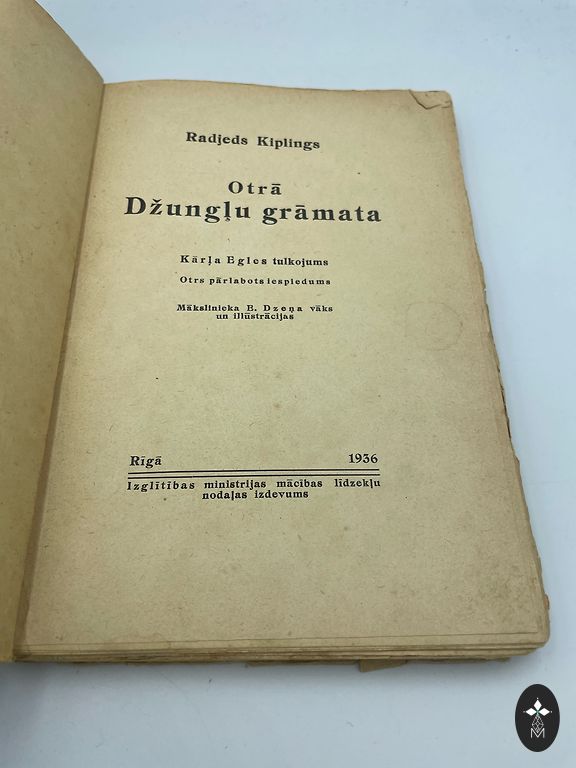 Radjeds Kiplings
Otrā
Džungļu grāmata
Kārļa Egles tulkojums
Otrs pārlabots iespiedums
Mākslinieka E. Dzeņa vāks
un illūstrācijas
Rīgā 1936
Izglītības ministrijas mācības līdzekļu
nodaļas izdevums
M